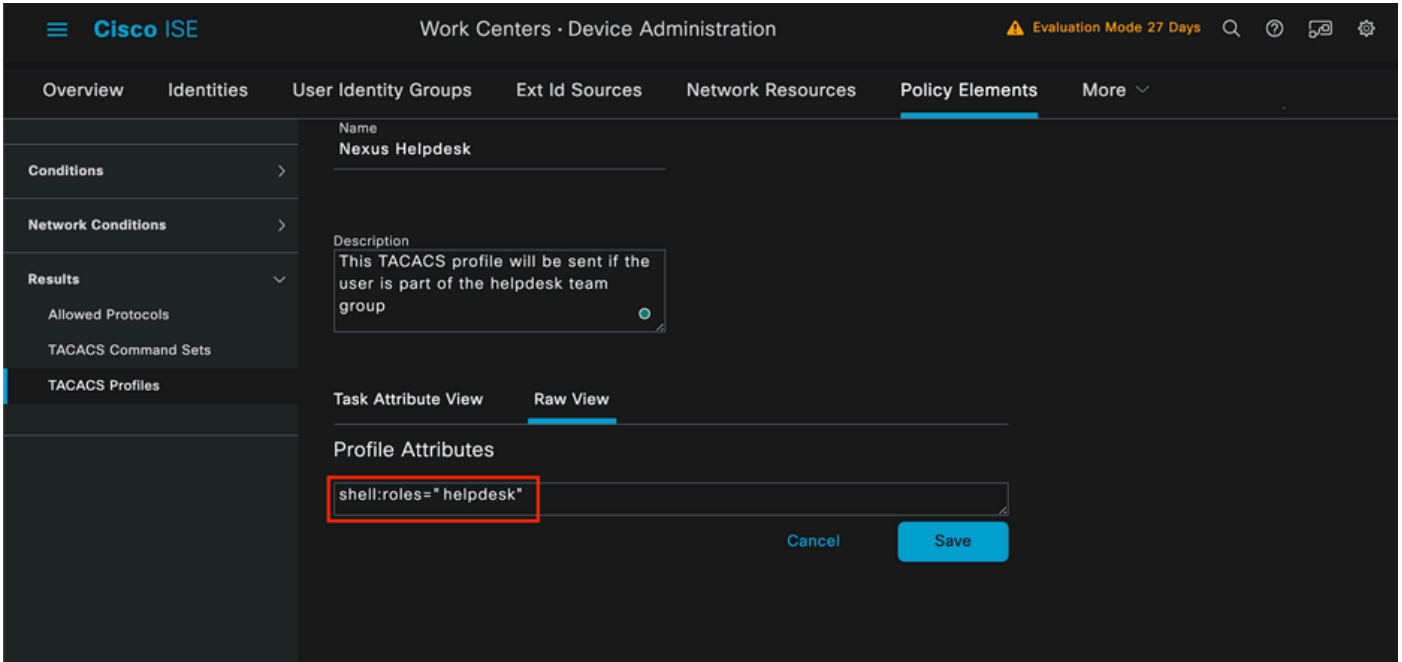 Cisco ISE
Work Centers · Device Administration
Evaluation Mode 27 Days
Overview
Identities
User Identity Groups
Ext Id Sources
Network Resources
Policy Elements
More
Conditions
Network Conditions
Results
Allowed Protocols
TACACS Command Sets
TACACS Profiles
Name
Nexus Helpdesk
Description
This TACACS profile will be sent if the
user is part of the helpdesk team
group
Task Attribute View
Raw View
Profile Attributes
shell:roles="helpdesk"
Cancel
Save